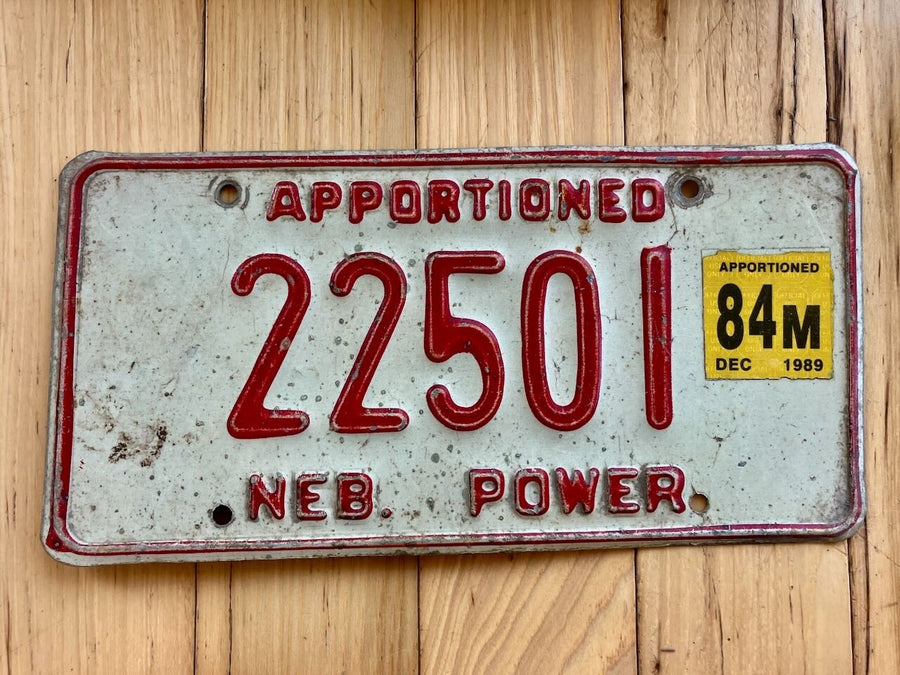 APPORTIONED
22501
NEB. POWER
APPORTIONED
84M
DEC 1989